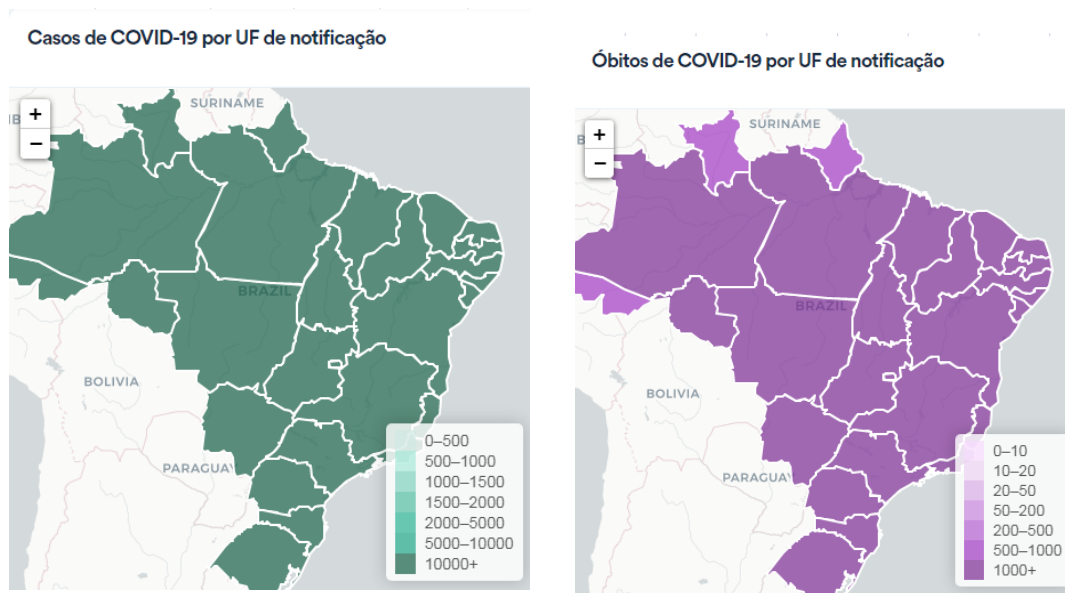 Casos de COVID-19 por UF de notificação
+
−
SURINAME
BRAZIL
BOLIVIA
PARAGUA
0–500
500–1000
1000–1500
1500–2000
2000–5000
5000–10000
10000+
Óbitos de COVID-19 por UF de notificação
+
−
SURINAME
BRAZIL
BOLIVIA
PARAGUA
0–10
10–20
20–50
50–200
200–500
500–1000
1000+